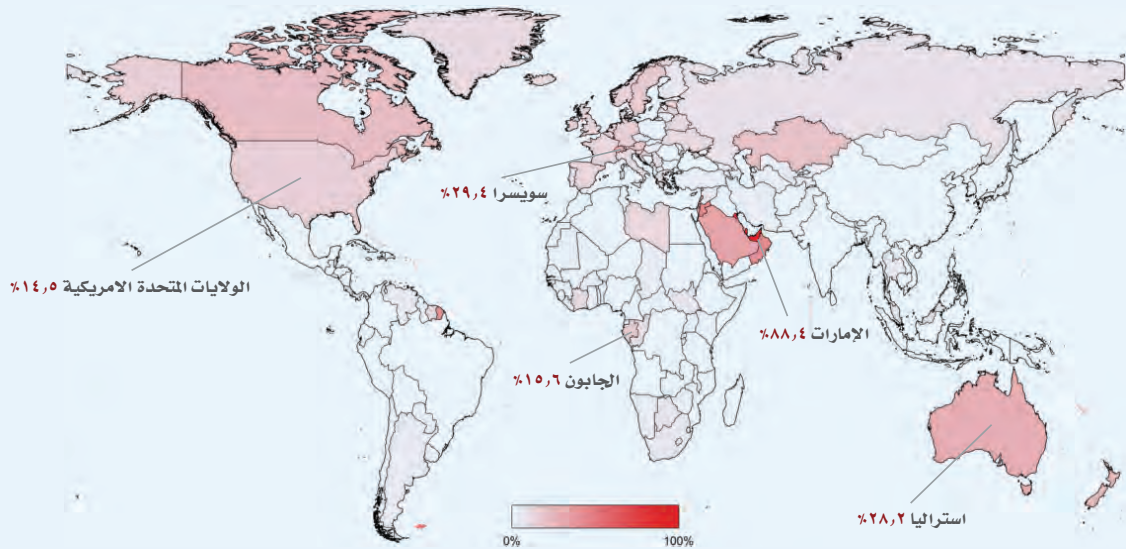 سويسرا ٢٩,٤٪
الولايات المتحدة الامريكية ١٤,٥٪
الإمارات ٨٨,٤٪
الجابون ١٥,٦٪
استراليا ٢٨,٢٪
0% 100%